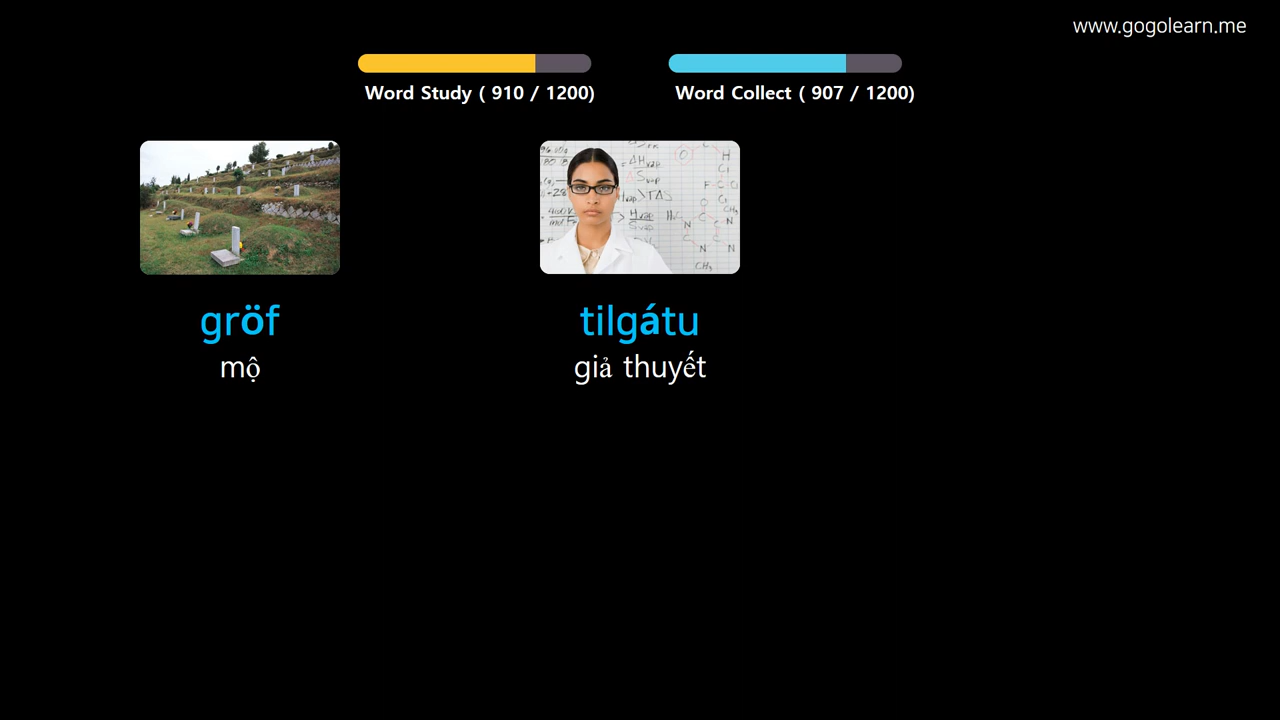 www.gogolearn.me
Word Study ( 910 / 1200)
Word Collect ( 907 / 1200)
gröf
mộ
tilgátu
giả thuyết